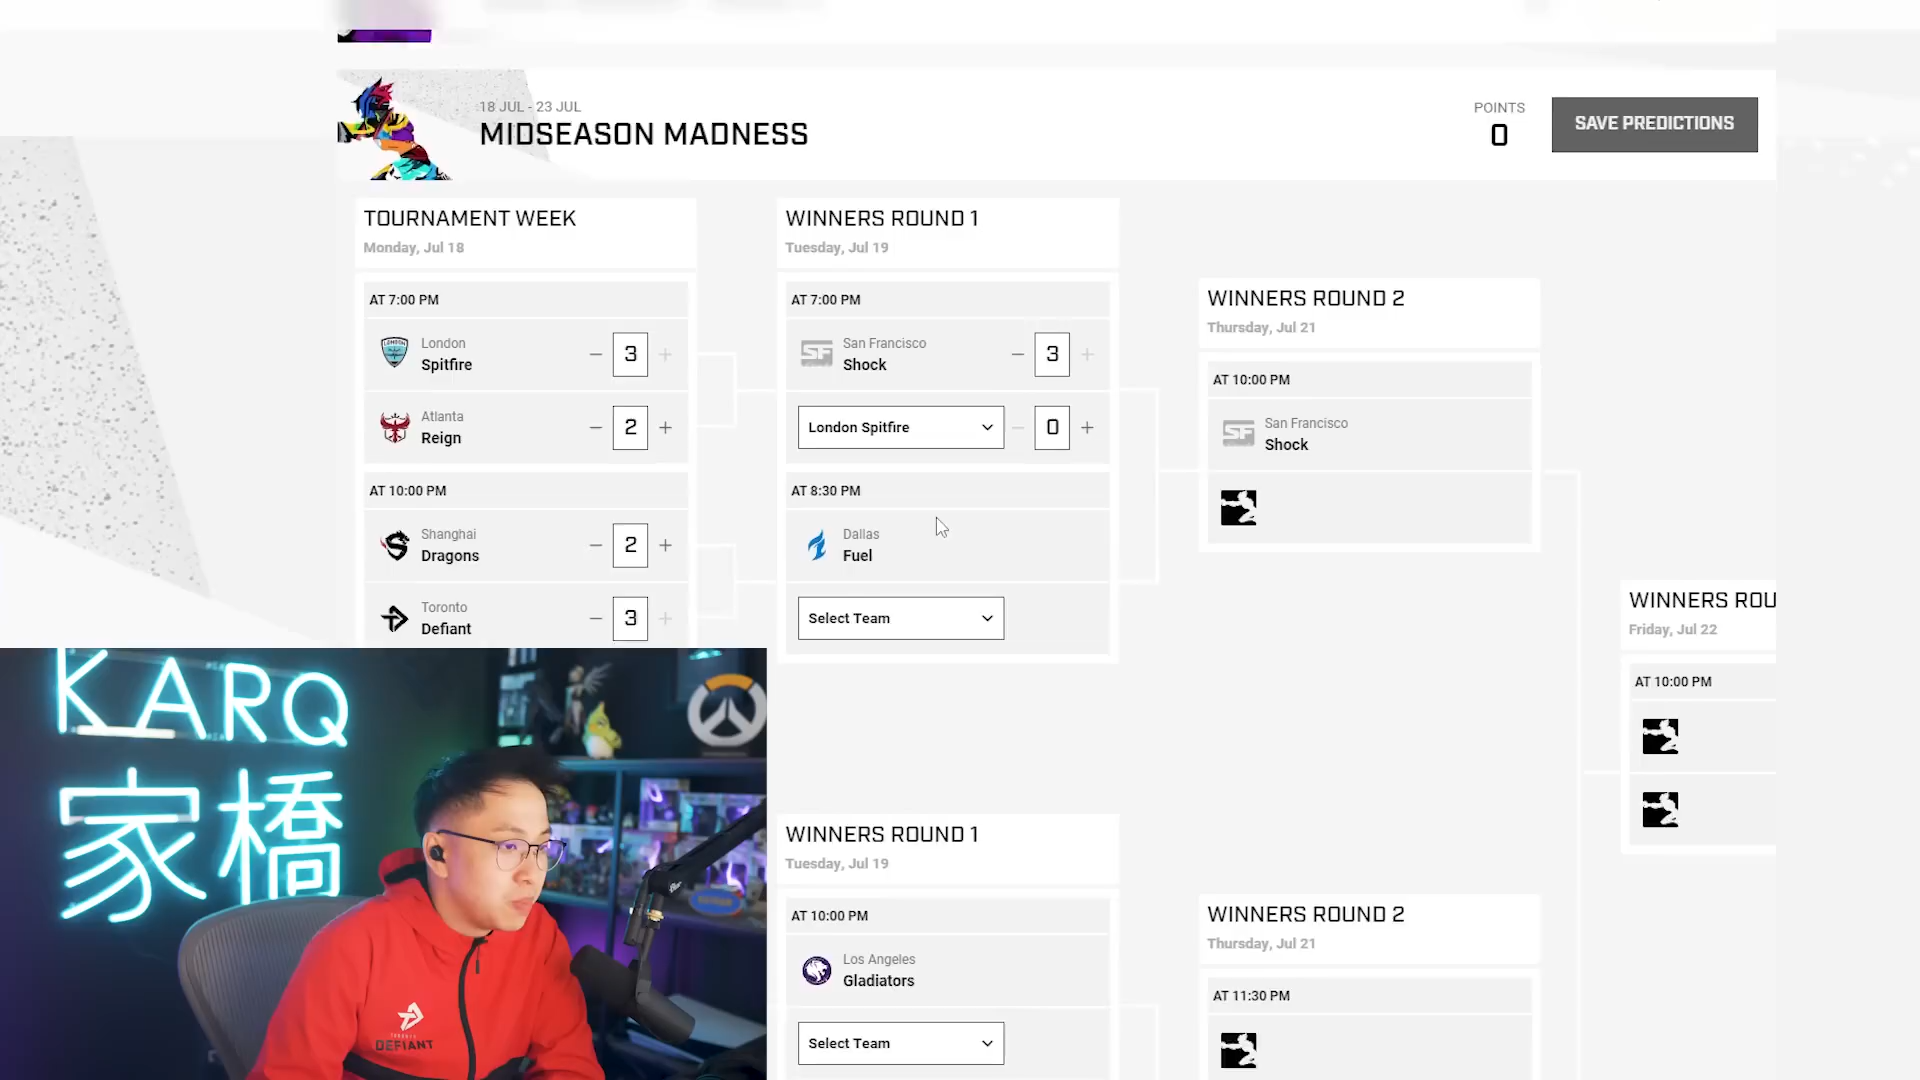 18 JUL - 23 JUL
MIDSEASON MADNESS
POINTS
0
SAVE PREDICTIONS
TOURNAMENT WEEK
Monday, Jul 18
AT 7:00 PM
London
Spitfire
3
Atlanta
Reign
2
AT 10:00 PM
Shanghai
Dragons
2
Toronto
Defiant
3
WINNERS ROUND 1
Tuesday, Jul 19
AT 7:00 PM
San Francisco
Shock
3
London Spitfire
0
AT 8:30 PM
Dallas
Fuel
Select Team
WINNERS ROUND 2
Thursday, Jul 21
AT 10:00 PM
San Francisco
Shock
WINNERS ROU
Friday, Jul 22
AT 10:00 PM
WINNERS ROUND 1
Tuesday, Jul 19
AT 10:00 PM
Los Angeles
Gladiators
Select Team
WINNERS ROUND 2
Thursday, Jul 21
AT 11:30 PM
KARQ
家橋
DEFIANT